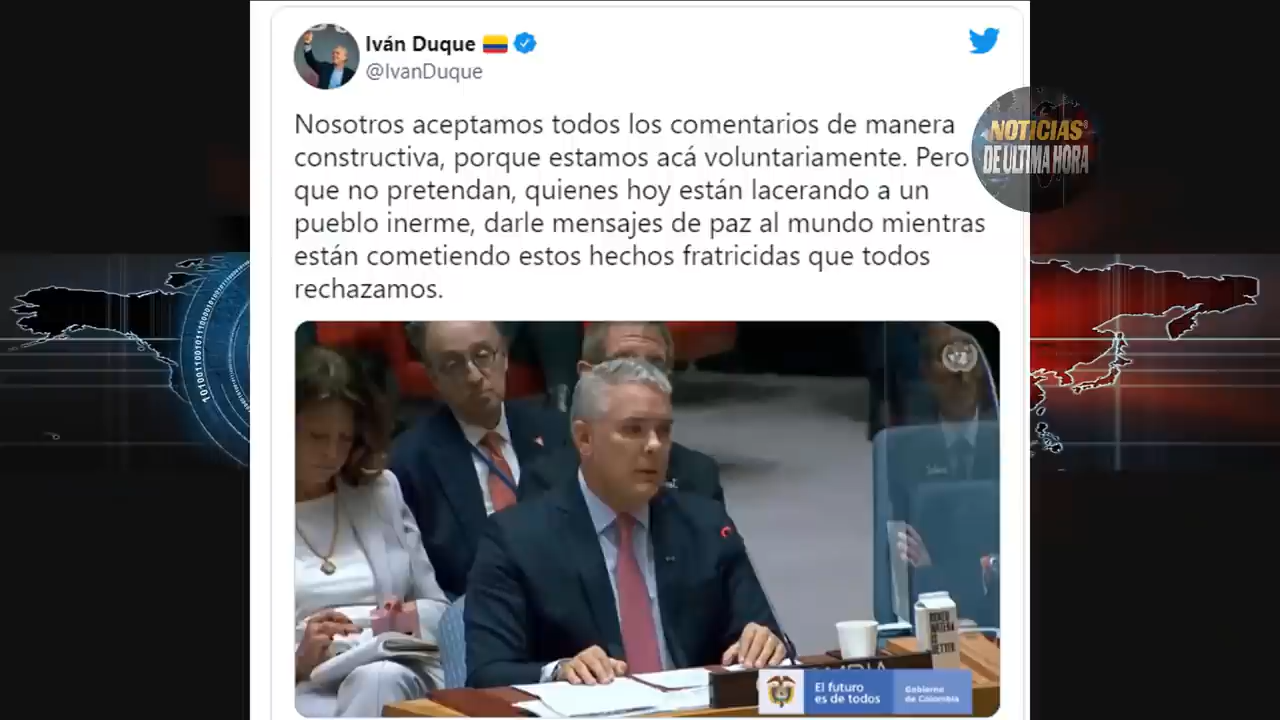 Iván Duque
@IvanDuque
NOTICIAS
DE ULTIMA HORA
Nosotros aceptamos todos los comentarios de manera
constructiva, porque estamos acá voluntariamente. Pero
que no pretendan, quienes hoy están lacerando a un
pueblo inerme, darle mensajes de paz al mundo mientras
están cometiendo estos hechos fratricidas que todos
rechazamos.
El futuro
es de todos
Gobierno
de Colombia